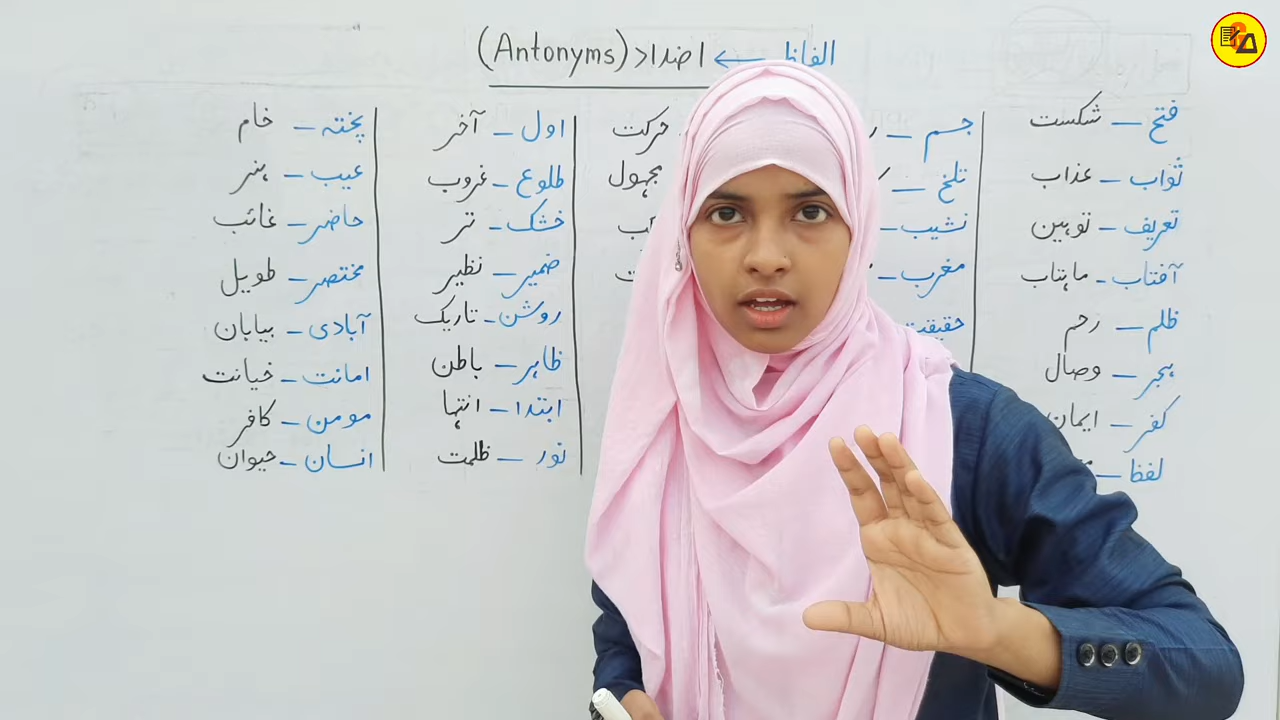 الفاظ ← اضداد (Antonyms)
فتح – شکست
ثواب – عذاب
تعریف – توہین
آفتاب – ماہتاب
ظلم – رحم
ہجر – وصال
کفر – ایمان
لفظ –
جسم –
تلخ –
نشیب –
مغرب –
حقیقت
حرکت
مجہول
اول – آخر
طلوع – غروب
خشک – تر
ضمیر – نظیر
روشن – تاریک
ظاہر – باطن
ابتدا – انتہا
نور – ظلمت
پختہ – خام
عیب – ہنر
حاضر – غائب
مختصر – طویل
آبادی – بیابان
امانت – خیانت
مومن – کافر
انسان – حیوان